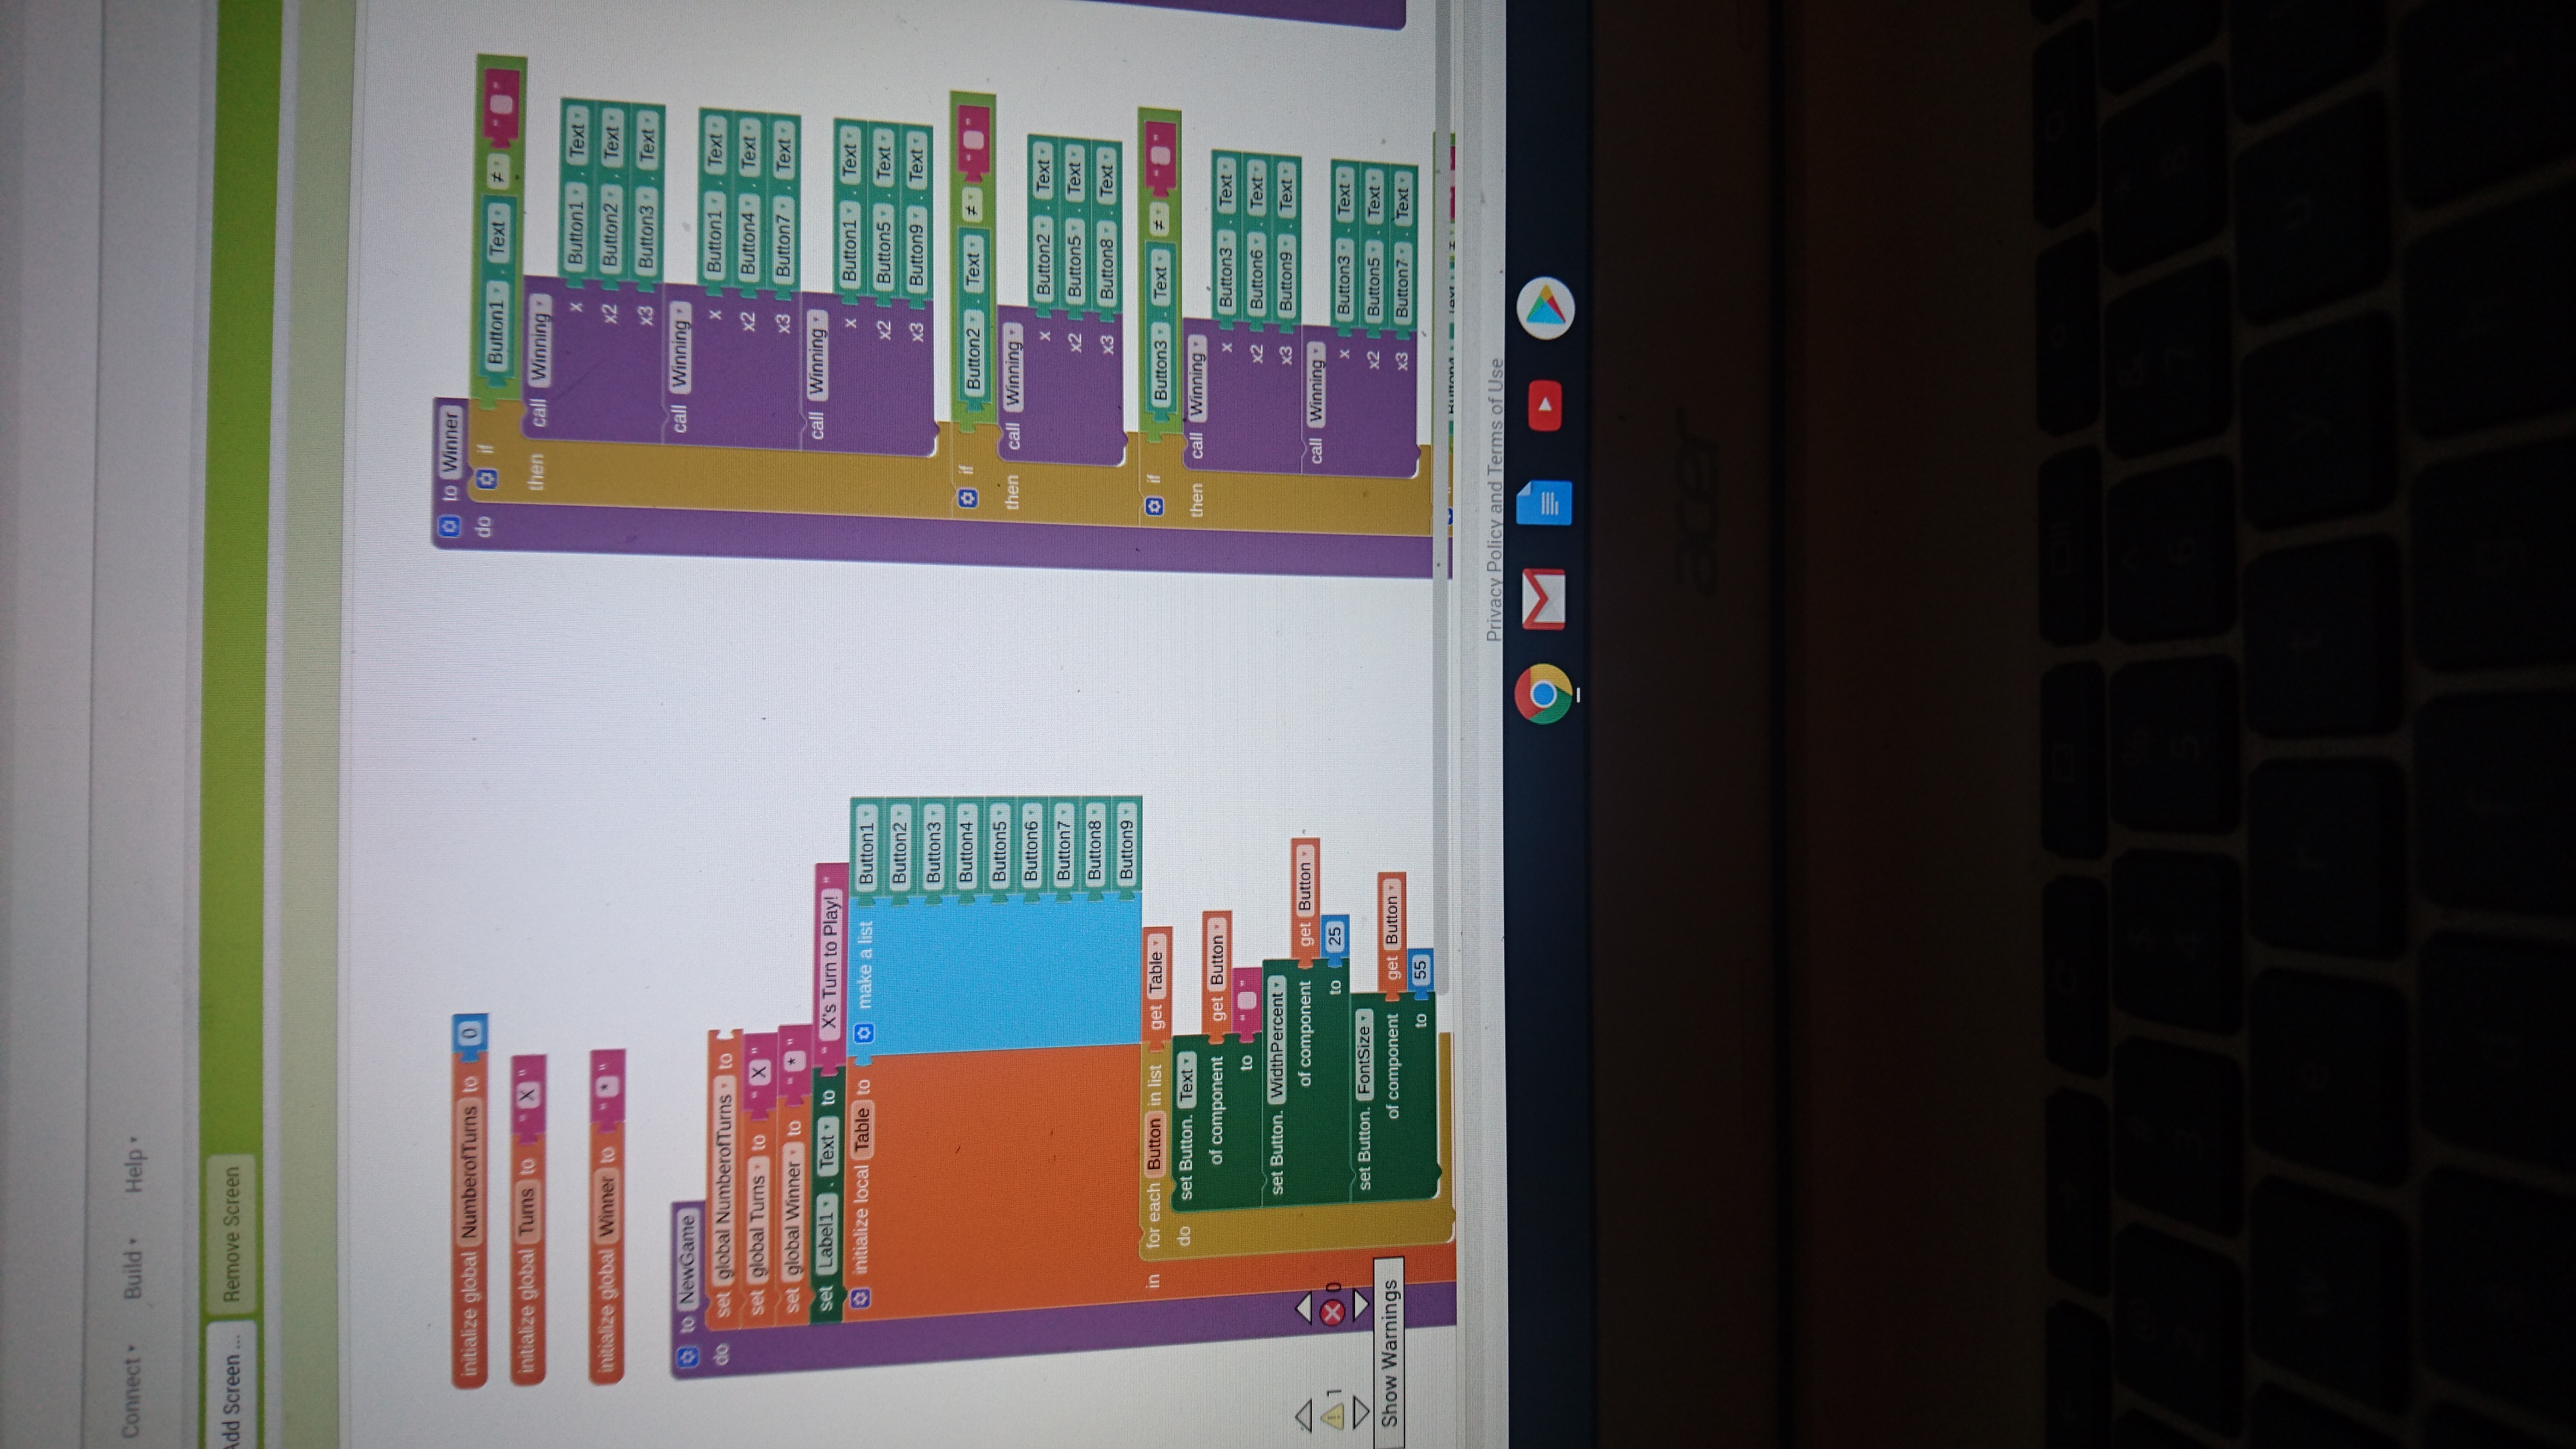 Connect Build Help
Add Screen ... Remove Screen
initialize global NumberofTurns to 0
initialize global Turns to " X "
initialize global Winner to " * "
to NewGame
do set global NumberofTurns to
set global Turns to " X "
set global Winner to " * "
set Label1 . Text to " X's Turn to Play! "
initialize local Table to make a list Button1
Button2
Button3
Button4
Button5
Button6
Button7
Button8
Button9
in for each Button in list get Table
do set Button. Text
of component get Button
to " "
set Button. WidthPercent
of component get Button
to 25
set Button. FontSize
of component get Button
to 55
1 0
Show Warnings
to Winner
do if Button1 . Text ≠ " "
then call Winning
x Button1 . Text
x2 Button2 . Text
x3 Button3 . Text
call Winning
x Button1 . Text
x2 Button4 . Text
x3 Button7 . Text
call Winning
x Button1 . Text
x2 Button5 . Text
x3 Button9 . Text
if Button2 . Text ≠ " "
then call Winning
x Button2 . Text
x2 Button5 . Text
x3 Button8 . Text
if Button3 . Text ≠ " "
then call Winning
x Button3 . Text
x2 Button6 . Text
x3 Button9 . Text
call Winning
x Button3 . Text
x2 Button5 . Text
x3 Button7 . Text
Privacy Policy and Terms of Use
acer